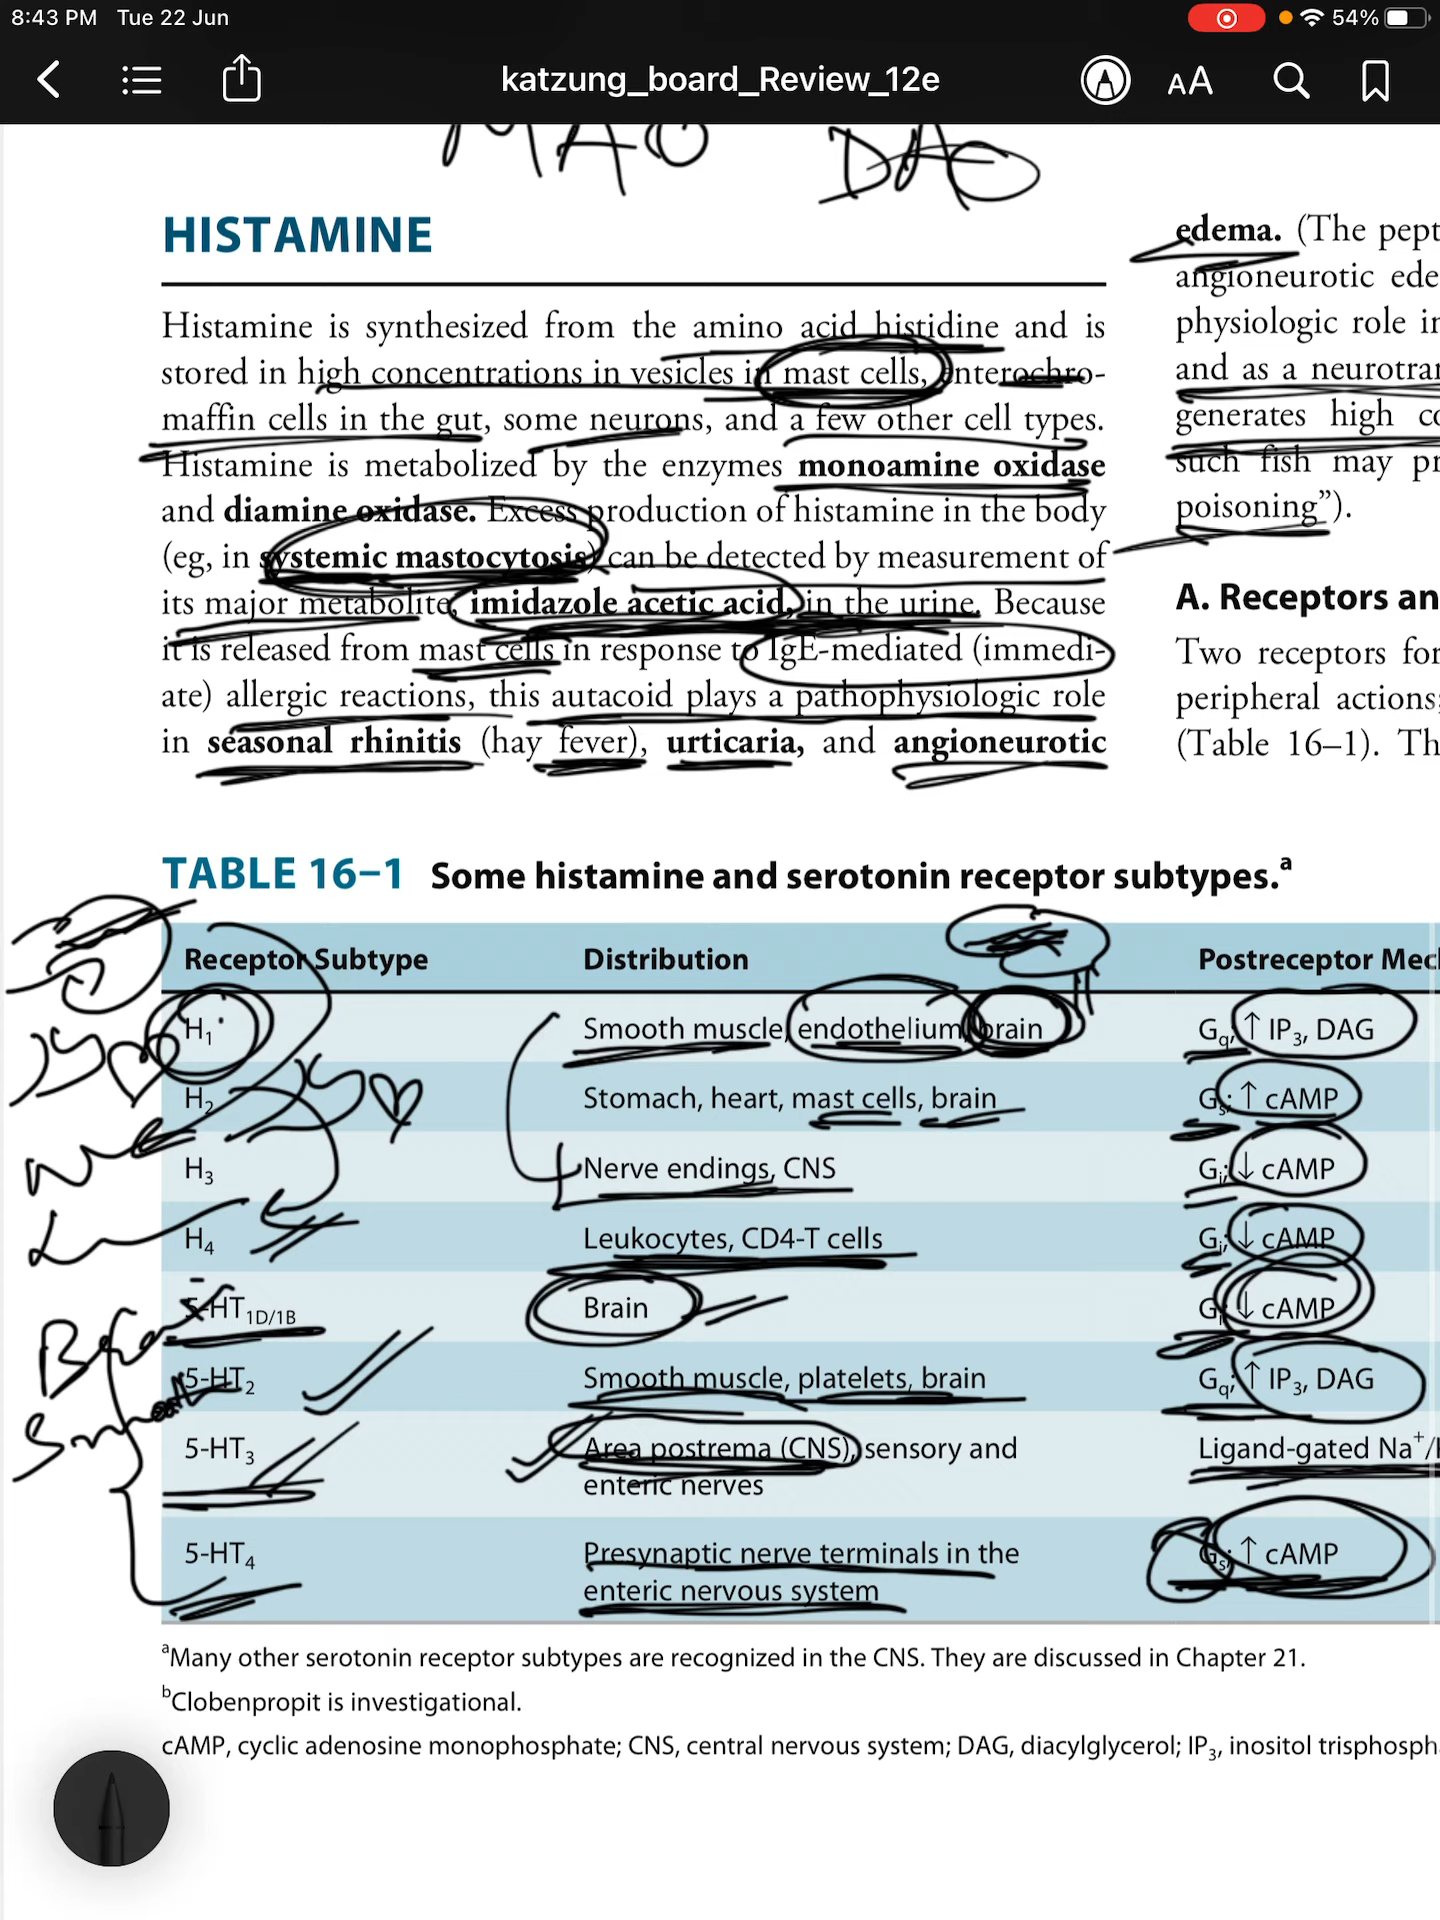 8:43 PM Tue 22 Jun 54%
katzung_board_Review_12e
MAO DAO
HISTAMINE
Histamine is synthesized from the amino acid histidine and is
stored in high concentrations in vesicles in mast cells, enterochro-
maffin cells in the gut, some neurons, and a few other cell types.
Histamine is metabolized by the enzymes monoamine oxidase
and diamine oxidase. Excess production of histamine in the body
(eg, in systemic mastocytosis) can be detected by measurement of
its major metabolite, imidazole acetic acid, in the urine. Because
it is released from mast cells in response to IgE-mediated (immedi-
ate) allergic reactions, this autacoid plays a pathophysiologic role
in seasonal rhinitis (hay fever), urticaria, and angioneurotic
edema. (The pept
angioneurotic ede
physiologic role in
and as a neurotran
generates high co
such fish may pr
poisoning”).
A. Receptors an
Two receptors for
peripheral actions;
(Table 16–1). Th
TABLE 16–1 Some histamine and serotonin receptor subtypes.ᵃ
Receptor Subtype Distribution Postreceptor Mec
H₁ Smooth muscle, endothelium, brain Gq; ↑ IP₃, DAG
H₂ Stomach, heart, mast cells, brain Gs; ↑ cAMP
H₃ Nerve endings, CNS Gi; ↓ cAMP
H₄ Leukocytes, CD4-T cells Gi; ↓ cAMP
5-HT1D/1B Brain Gi; ↓ cAMP
5-HT₂ Smooth muscle, platelets, brain Gq; ↑ IP₃, DAG
5-HT₃ Area postrema (CNS), sensory and Ligand-gated Na⁺/
enteric nerves
5-HT₄ Presynaptic nerve terminals in the Gs; ↑ cAMP
enteric nervous system
ᵃMany other serotonin receptor subtypes are recognized in the CNS. They are discussed in Chapter 21.
ᵇClobenpropit is investigational.
cAMP, cyclic adenosine monophosphate; CNS, central nervous system; DAG, diacylglycerol; IP₃, inositol trisphosph